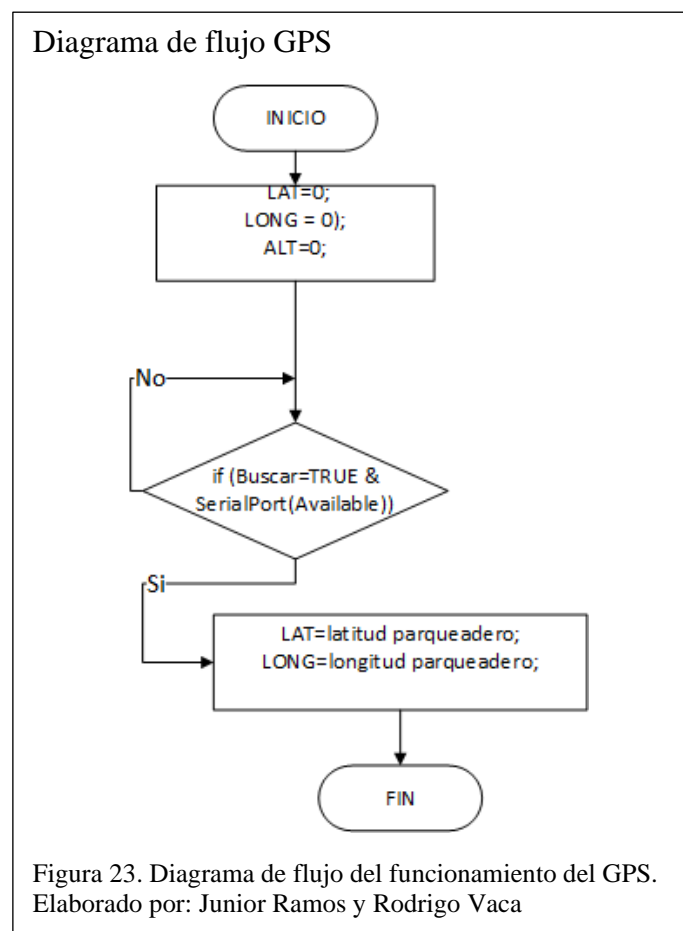 Diagrama de flujo GPS
INICIO
LAT=0;
LONG = 0);
ALT=0;
No
if (Buscar=TRUE &
SerialPort(Available))
Si
LAT=latitud parqueadero;
LONG=longitud parqueadero;
FIN
Figura 23. Diagrama de flujo del funcionamiento del GPS.
Elaborado por: Junior Ramos y Rodrigo Vaca